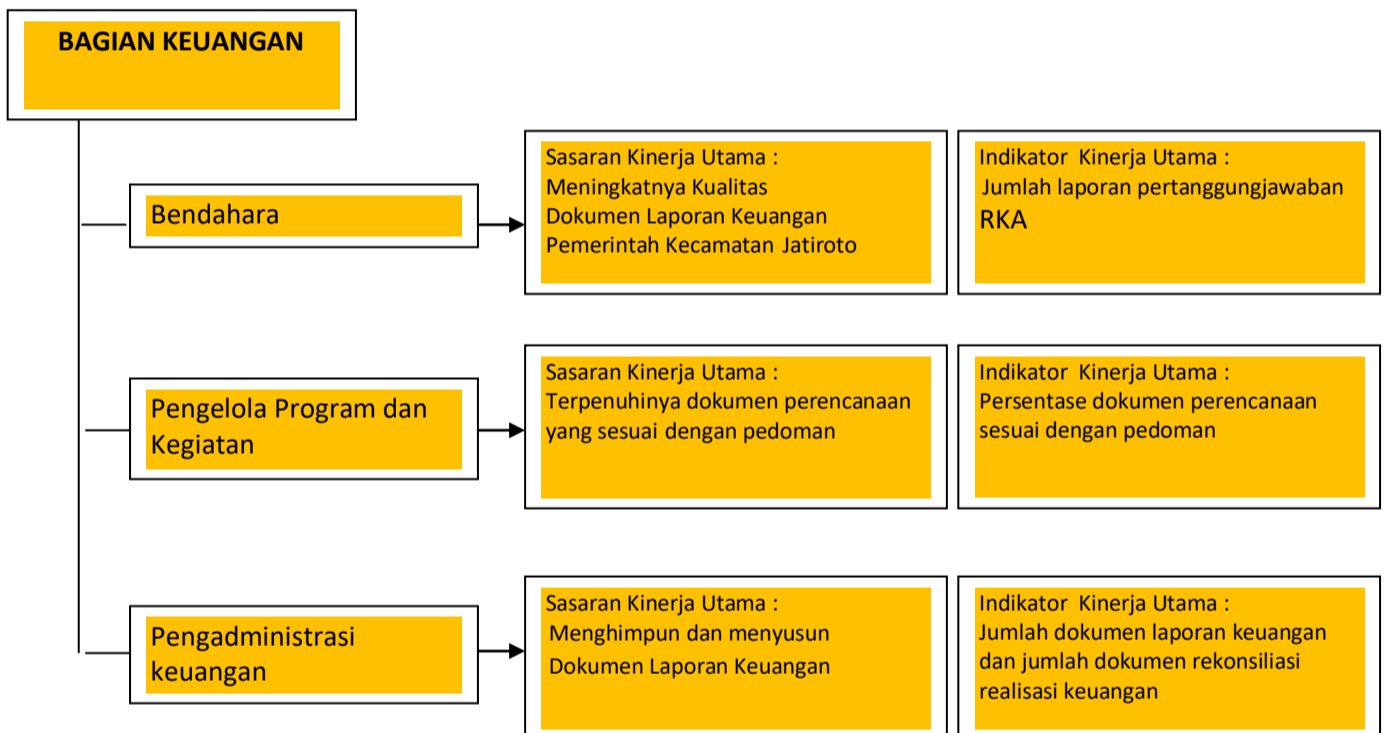 BAGIAN KEUANGAN
Bendahara
Sasaran Kinerja Utama :
Meningkatnya Kualitas
Dokumen Laporan Keuangan
Pemerintah Kecamatan Jatiroto
Indikator Kinerja Utama :
Jumlah laporan pertanggungjawaban
RKA
Pengelola Program dan
Kegiatan
Sasaran Kinerja Utama :
Terpenuhinya dokumen perencanaan
yang sesuai dengan pedoman
Indikator Kinerja Utama :
Persentase dokumen perencanaan
sesuai dengan pedoman
Pengadministrasi
keuangan
Sasaran Kinerja Utama :
Menghimpun dan menyusun
Dokumen Laporan Keuangan
Indikator Kinerja Utama :
Jumlah dokumen laporan keuangan
dan jumlah dokumen rekonsiliasi
realisasi keuangan